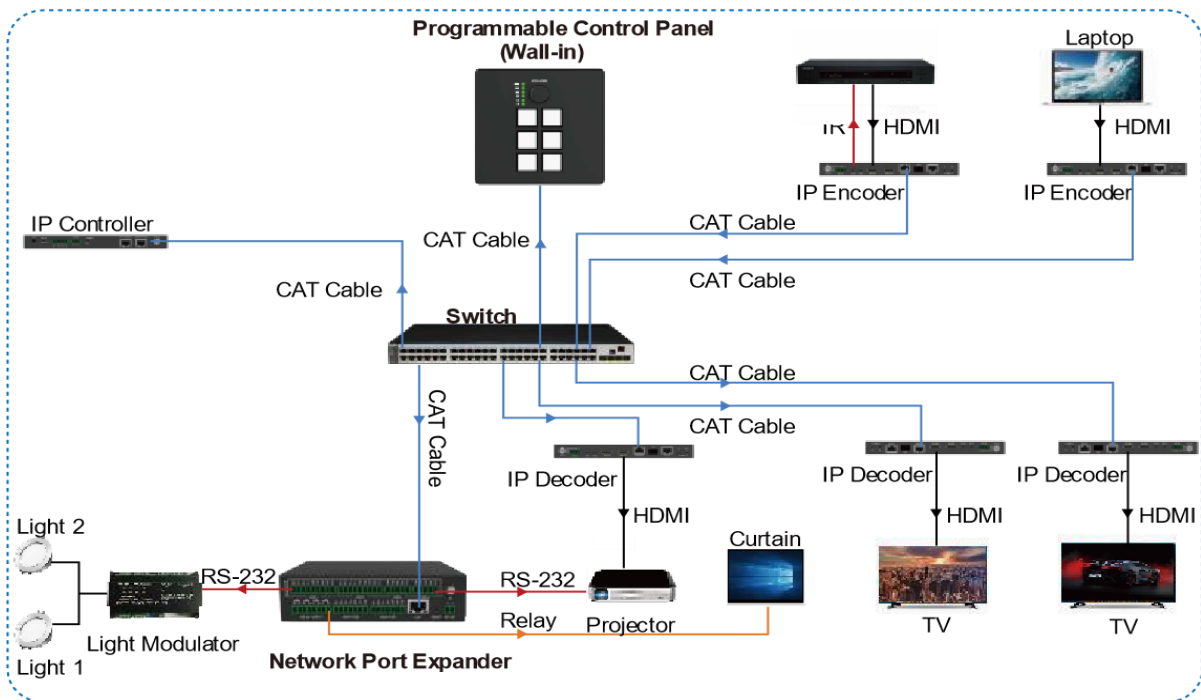 Programmable Control Panel
(Wall-in)
Laptop
IR
HDMI
HDMI
IP Encoder
IP Encoder
IP Controller
CAT Cable
CAT Cable
CAT Cable
CAT Cable
Switch
CAT Cable
CAT Cable
CAT Cable
IP Decoder
IP Decoder
IP Decoder
HDMI
HDMI
HDMI
Light 2
Curtain
RS-232
RS-232
Relay
Projector
TV
TV
Light Modulator
Light 1
Network Port Expander